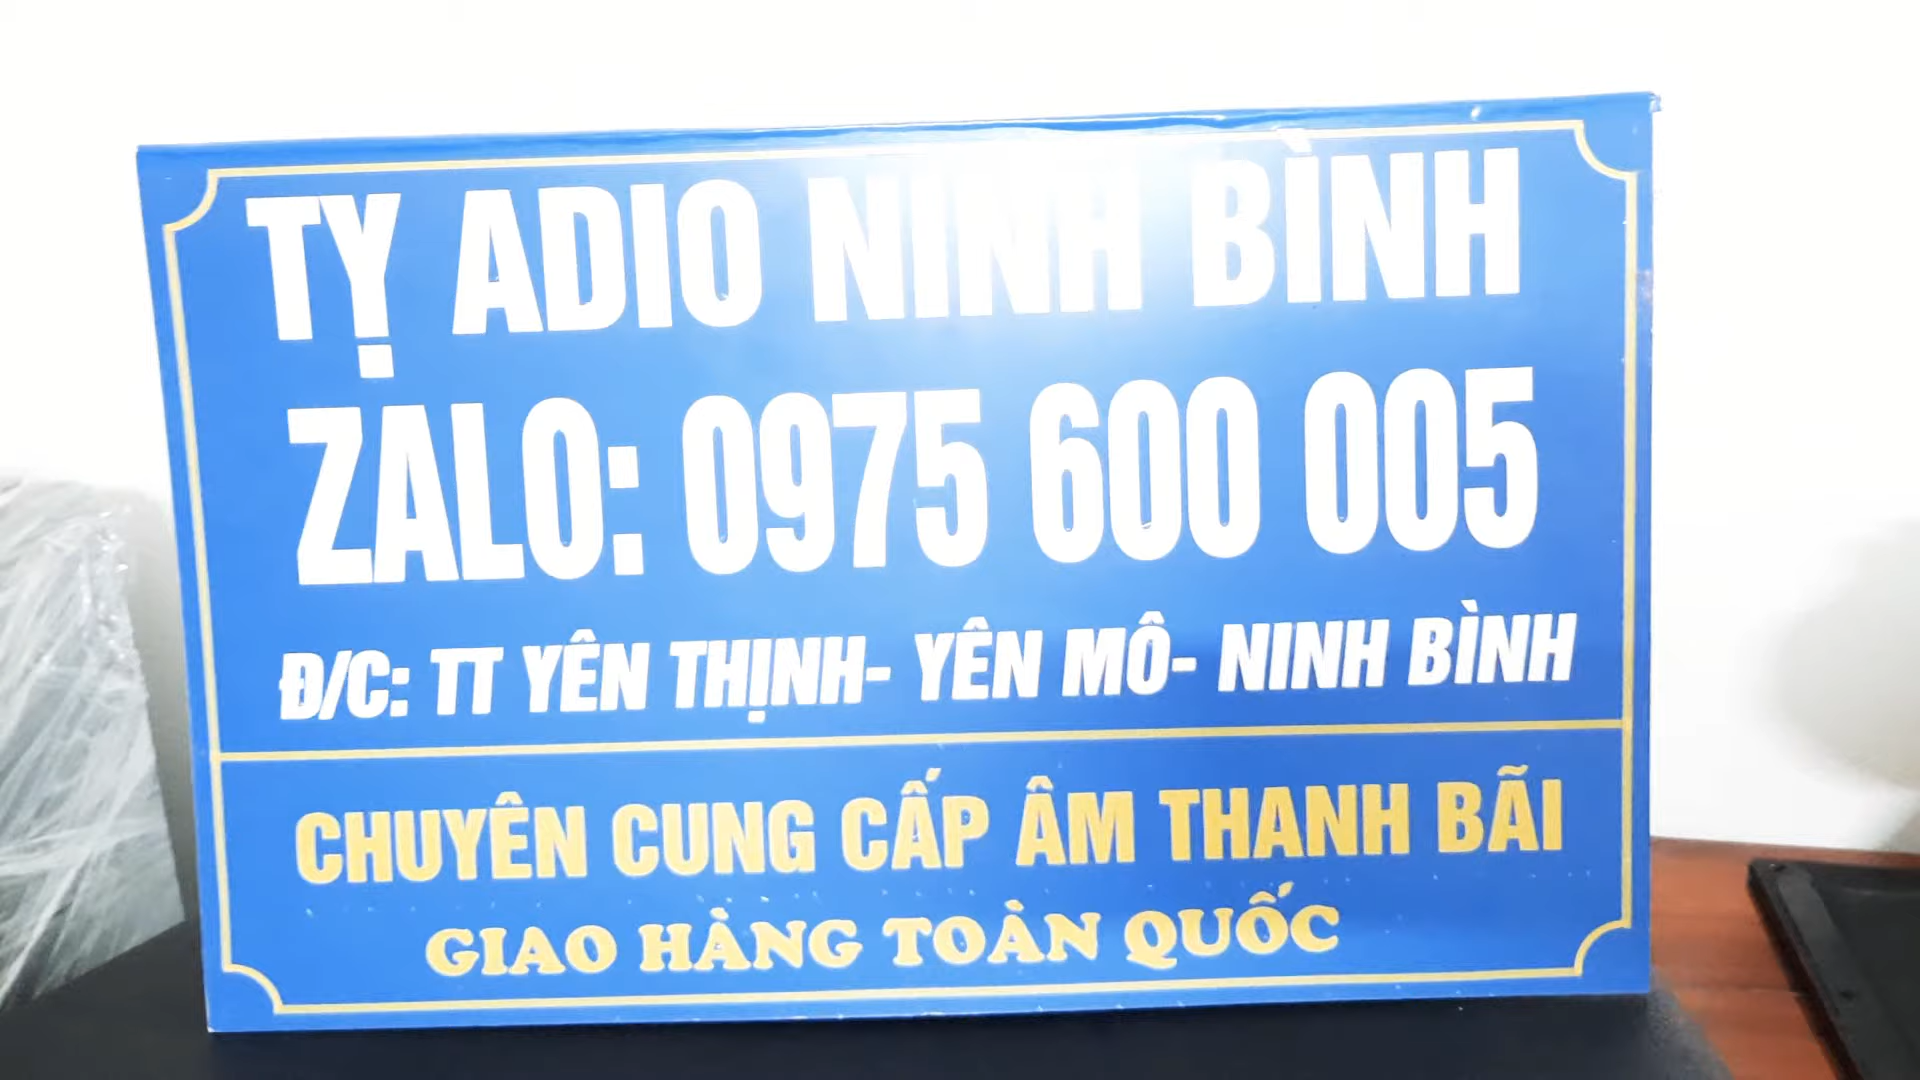 TỴ ADIO NINH BÌNH
ZALO: 0975 600 005
Đ/C: TT YÊN THỊNH- YÊN MÔ- NINH BÌNH
CHUYÊN CUNG CẤP ÂM THANH BÃI
GIAO HÀNG TOÀN QUỐC